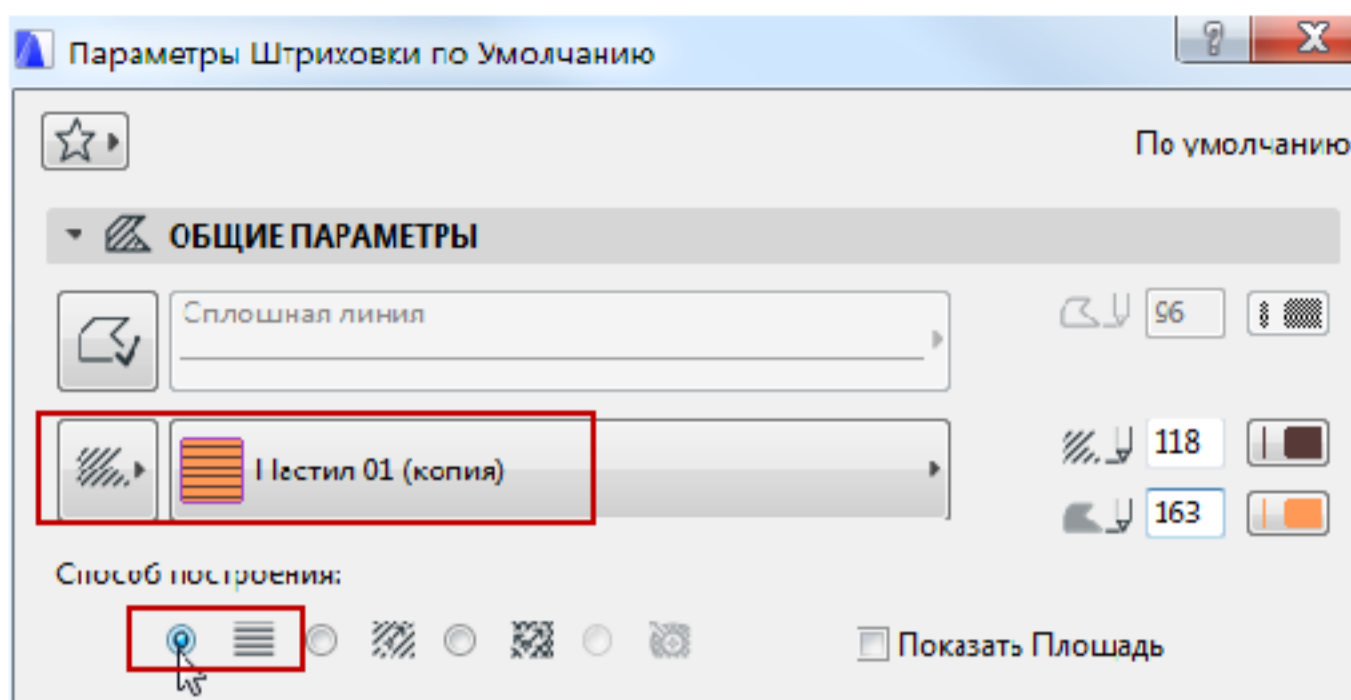 Параметры Штриховки по Умолчанию
?
X
По умолчанию
ОБЩИЕ ПАРАМЕТРЫ
Сплошная линия
96
Настил 01 (копия)
118
163
Способ построения:
Показать Площадь